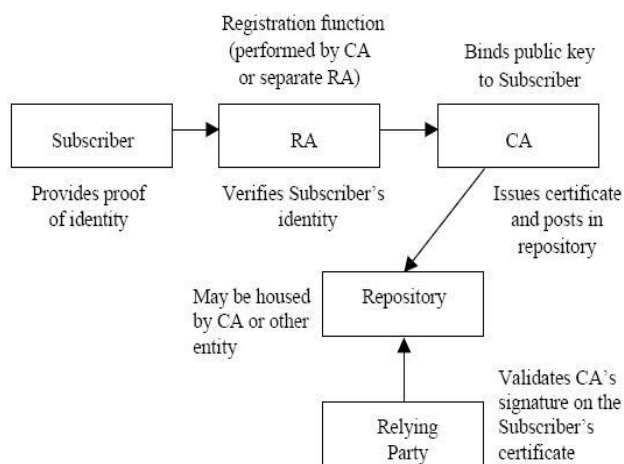 Registration function
(performed by CA
or separate RA)
Binds public key
to Subscriber
Subscriber
RA
CA
Provides proof
of identity
Verifies Subscriber's
identity
Issues certificate
and posts in
repository
May be housed
by CA or other
entity
Repository
Relying
Party
Validates CA's
signature on the
Subscriber's
certificate